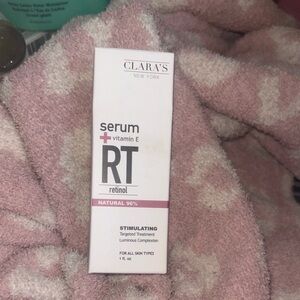 CLARA'S
NEW YORK
serum
+ vitamin E
RT
retinol
NATURAL 96%
STIMULATING
Targeted Treatment
Luminous Complexion
FOR ALL SKIN TYPES
1 fl. oz